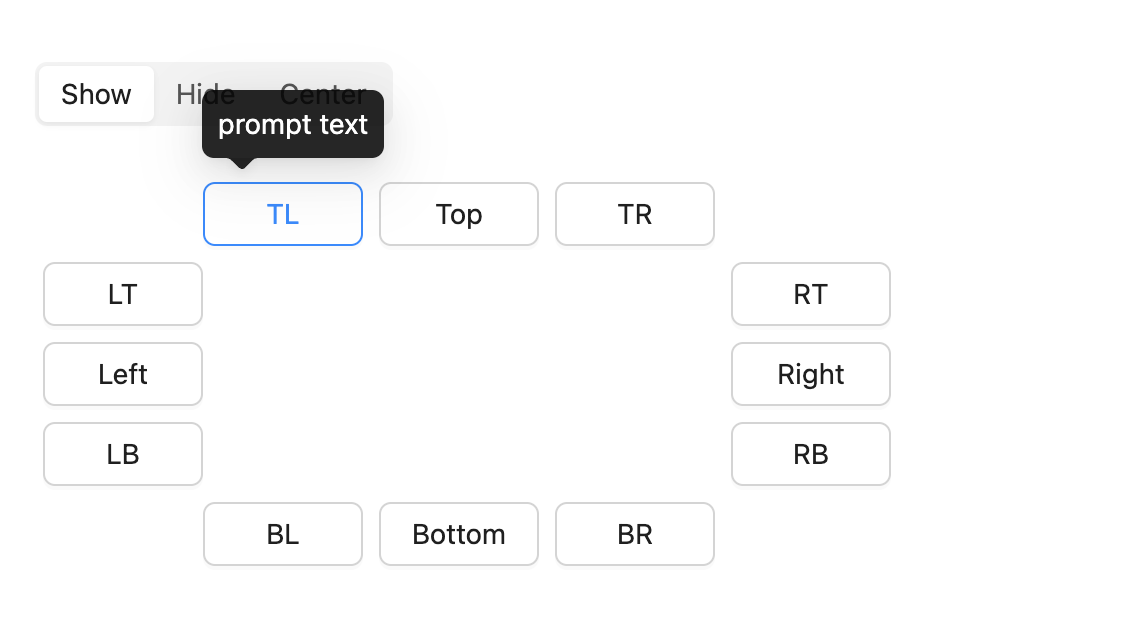 Show Hide Center
prompt text
TL Top TR
LT RT
Left Right
LB RB
BL Bottom BR